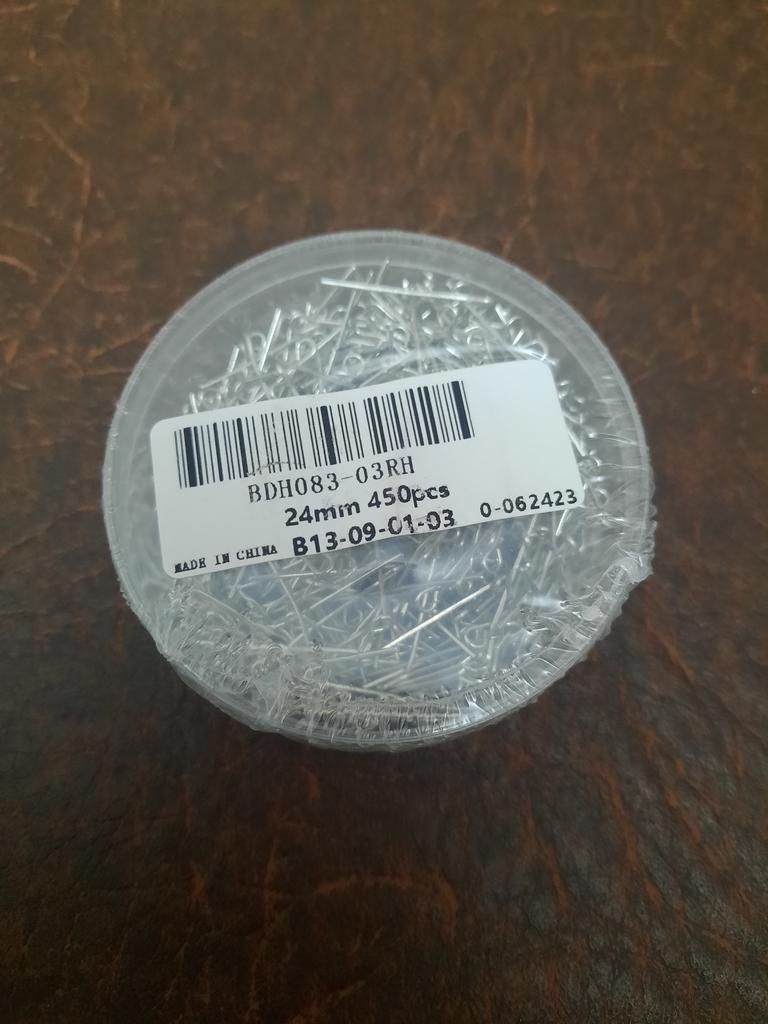 BDH083-03RH
24mm 450pcs
B13-09-01-03 0-062423
MADE IN CHINA